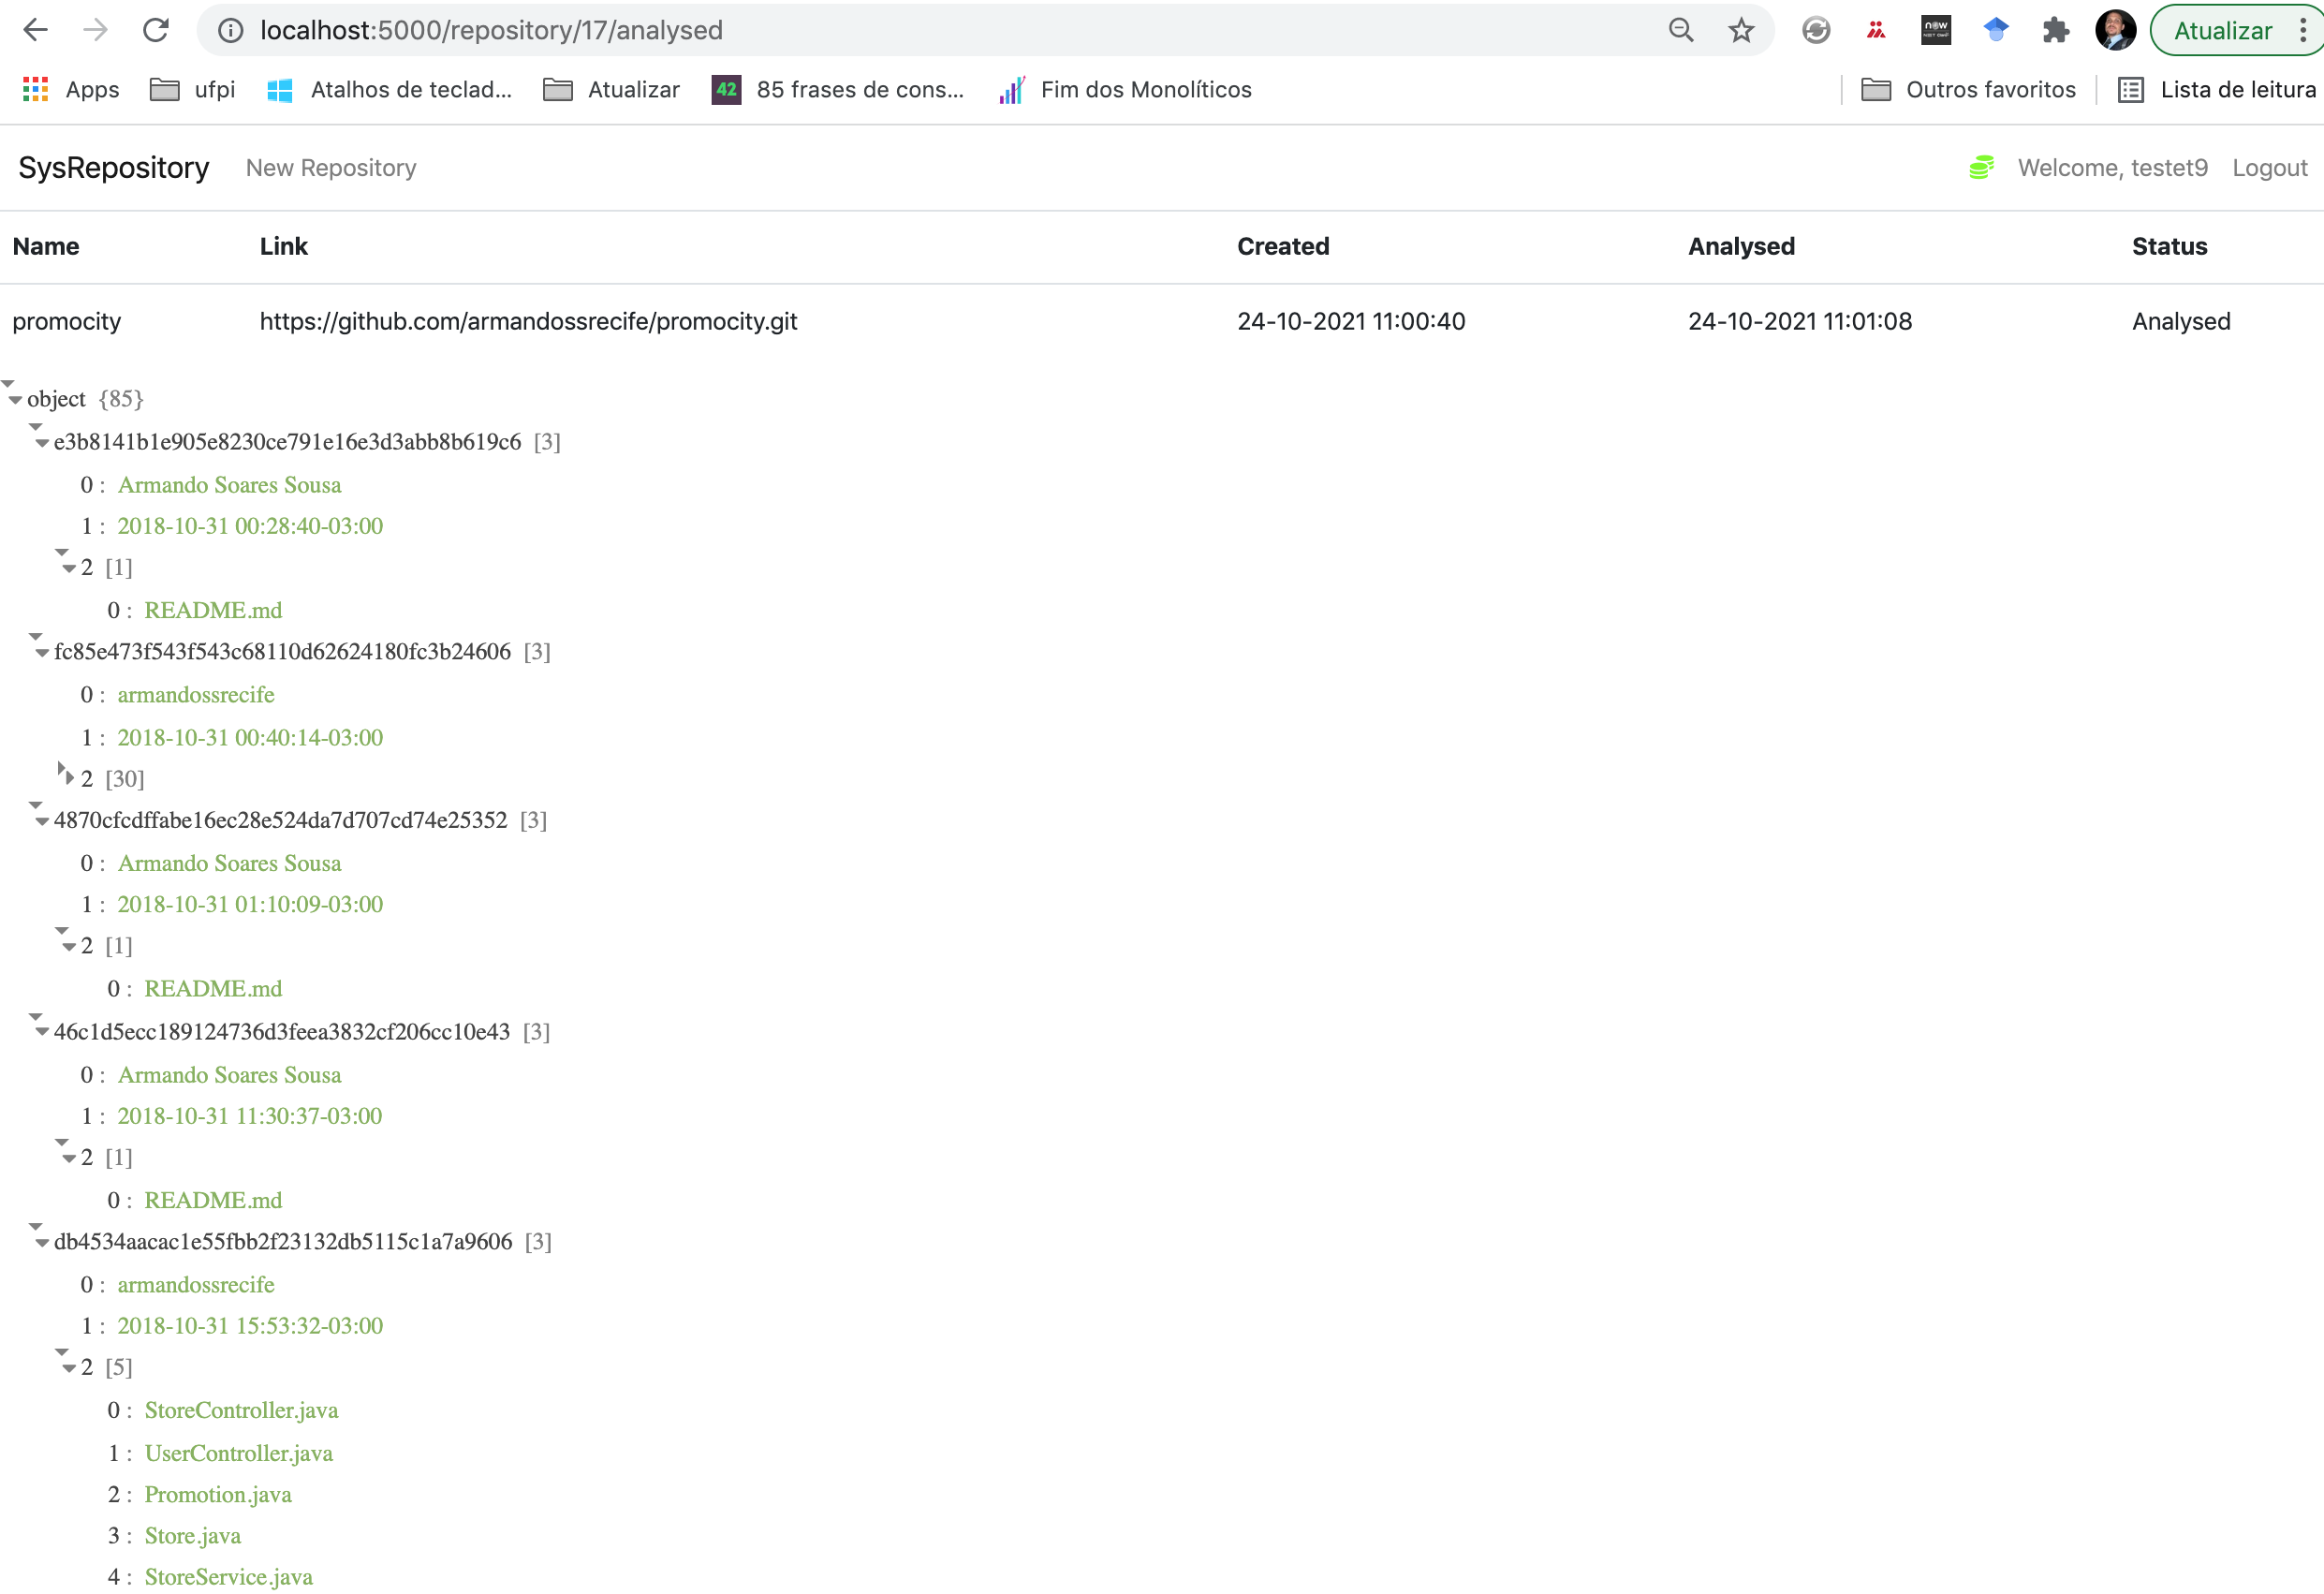 localhost:5000/repository/17/analysed
Atualizar
Apps ufpi Atalhos de teclad... Atualizar 42 85 frases de cons... Fim dos Monolíticos Outros favoritos Lista de leitura
SysRepository New Repository Welcome, testet9 Logout
Name Link Created Analysed Status
promocity https://github.com/armandossrecife/promocity.git 24-10-2021 11:00:40 24-10-2021 11:01:08 Analysed
object {85}
e3b8141b1e905e8230ce791e16e3d3abb8b619c6 [3]
0 : Armando Soares Sousa
1 : 2018-10-31 00:28:40-03:00
2 [1]
0 : README.md
fc85e473f543f543c68110d62624180fc3b24606 [3]
0 : armandossrecife
1 : 2018-10-31 00:40:14-03:00
2 [30]
4870cfcdffabe16ec28e524da7d707cd74e25352 [3]
0 : Armando Soares Sousa
1 : 2018-10-31 01:10:09-03:00
2 [1]
0 : README.md
46c1d5ecc189124736d3feea3832cf206cc10e43 [3]
0 : Armando Soares Sousa
1 : 2018-10-31 11:30:37-03:00
2 [1]
0 : README.md
db4534aacac1e55fbb2f23132db5115c1a7a9606 [3]
0 : armandossrecife
1 : 2018-10-31 15:53:32-03:00
2 [5]
0 : StoreController.java
1 : UserController.java
2 : Promotion.java
3 : Store.java
4 : StoreService.java